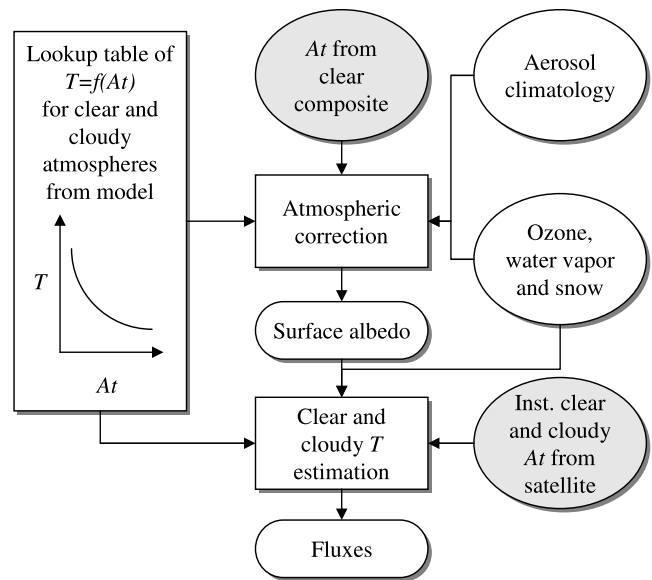 Lookup table of
T=f(At)
for clear and
cloudy
atmospheres
from model
T
At
At from
clear
composite
Aerosol
climatology
Atmospheric
correction
Ozone,
water vapor
and snow
Surface albedo
Clear and
cloudy T
estimation
Inst. clear
and cloudy
At from
satellite
Fluxes